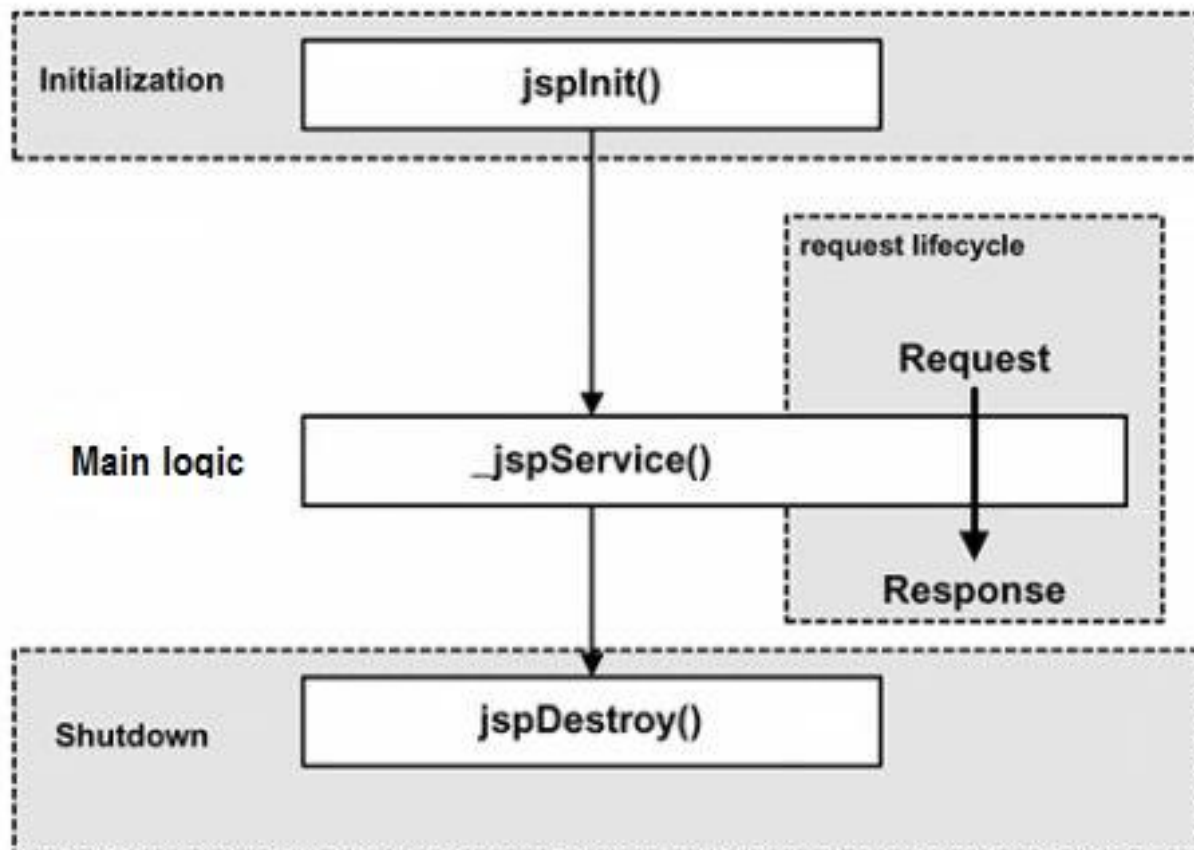 Initialization
jspInit()
request lifecycle
Request
Main logic
_jspService()
Response
Shutdown
jspDestroy()